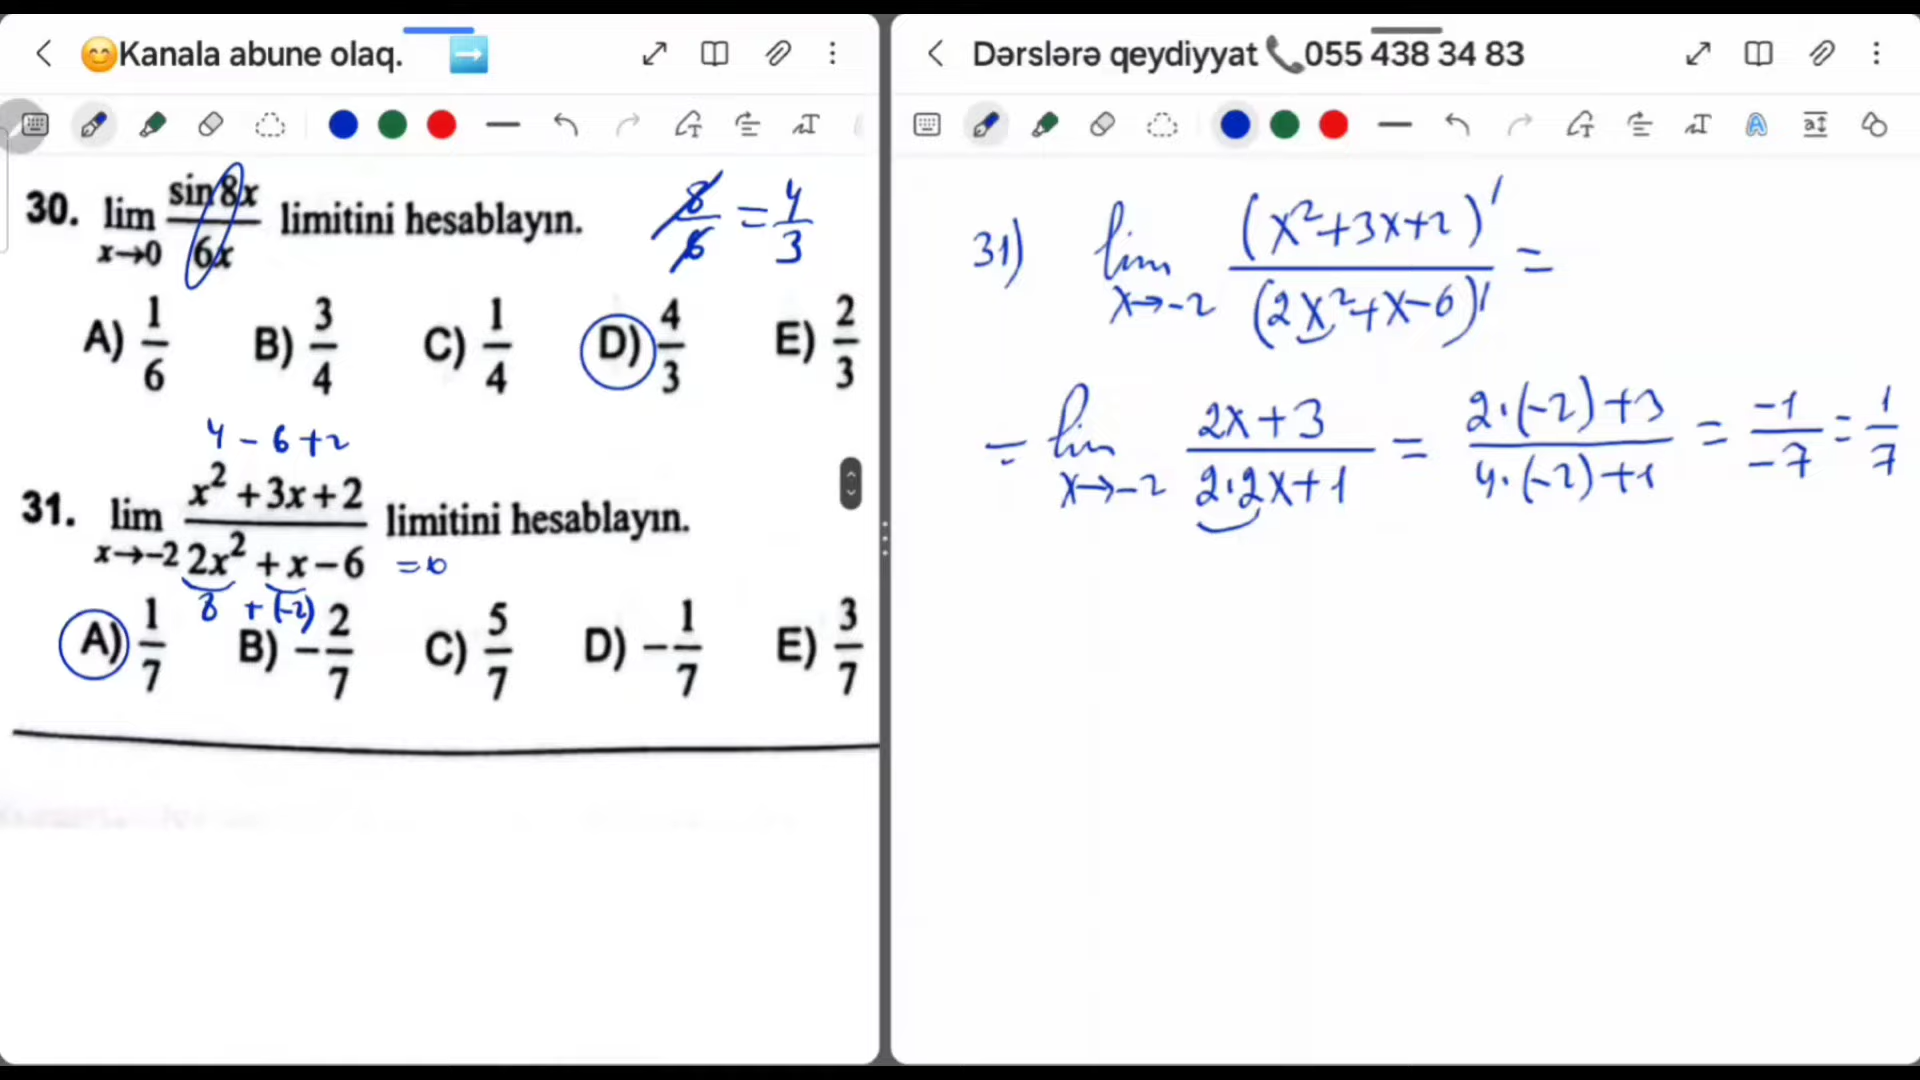 😊Kanala abune olaq. ➡️
30. lim x→0 sin8x / 6x limitini hesablayın. 8/6 = 4/3
A) 1/6 B) 3/4 C) 1/4 D) 4/3 E) 2/3
4 - 6 + 2
31. lim x→-2 x² + 3x + 2 / 2x² + x - 6 limitini hesablayın. = 0
8 + (-2)
A) 1/7 B) -2/7 C) 5/7 D) -1/7 E) 3/7
Dərslərə qeydiyyat 📞055 438 34 83
31) lim x→-2 (x²+3x+2)' / (2x²+x-6)' =
= lim x→-2 2x+3 / 2·2x+1 = 2·(-2)+3 / 4·(-2)+1 = -1/-7 = 1/7